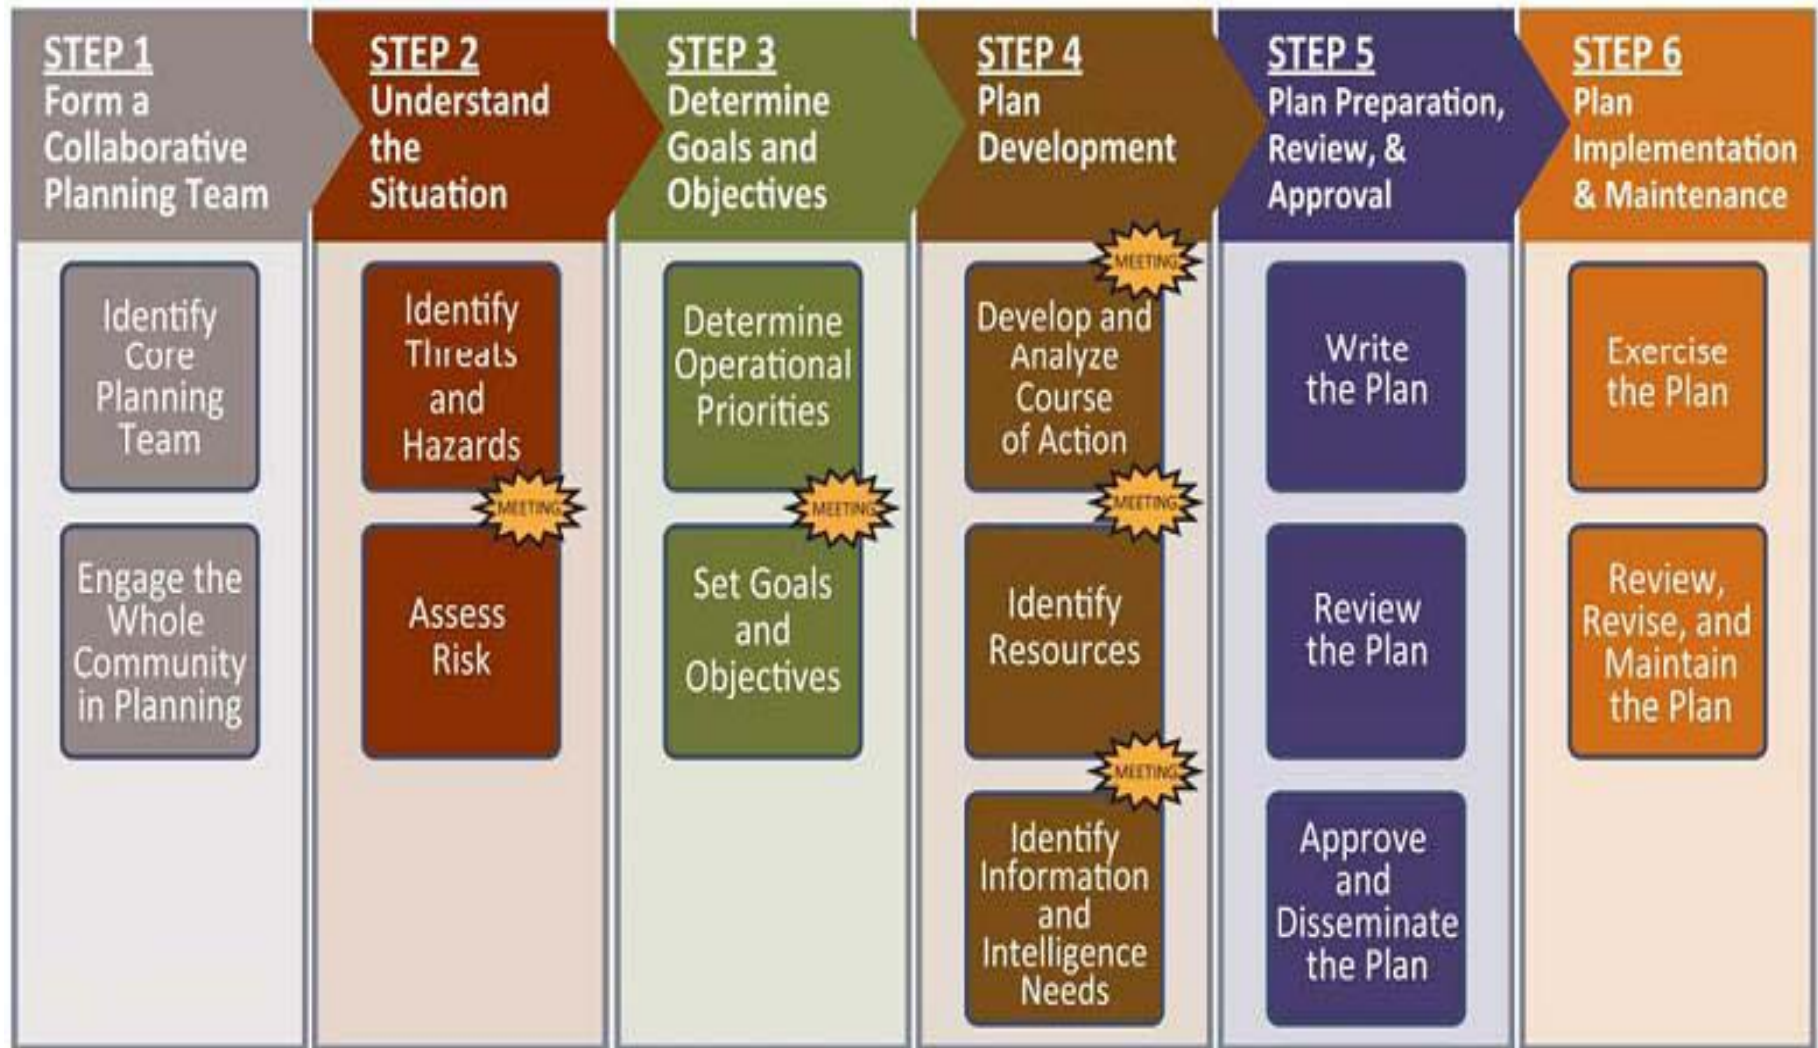 STEP 1
Form a
Collaborative
Planning Team
Identify
Core
Planning
Team
Engage the
Whole
Community
in Planning
STEP 2
Understand
the
Situation
Identify
Threats
and
Hazards
MEETING
Assess
Risk
STEP 3
Determine
Goals and
Objectives
Determine
Operational
Priorities
MEETING
Set Goals
and
Objectives
STEP 4
Plan
Development
MEETING
Develop and
Analyze
Course
of Action
MEETING
Identify
Resources
MEETING
Identify
Information
and
Intelligence
Needs
STEP 5
Plan Preparation,
Review, &
Approval
Write
the Plan
Review
the Plan
Approve
and
Disseminate
the Plan
STEP 6
Plan
Implementation
& Maintenance
Exercise
the Plan
Review,
Revise, and
Maintain
the Plan